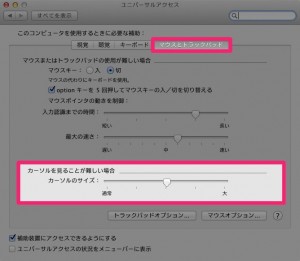 ユニバーサルアクセス
すべてを表示
このコンピュータを使用するときに必要な補助:
視覚 聴覚 キーボード マウスとトラックパッド
マウスまたはトラックパッドの使用が難しい場合
マウスキー: 入 切
マウスの代わりにキーボードを使用。
option キーを 5 回押してマウスキーの入／切を切り替える
マウスポインタの動きを制御:
入力認識までの時間:
短い 長い
最大の速さ:
遅い 中 速い
カーソルを見ることが難しい場合
カーソルのサイズ:
通常 大
トラックパッドオプション... マウスオプション... ?
補助装置にアクセスできるようにする
ユニバーサルアクセスの状況をメニューバーに表示